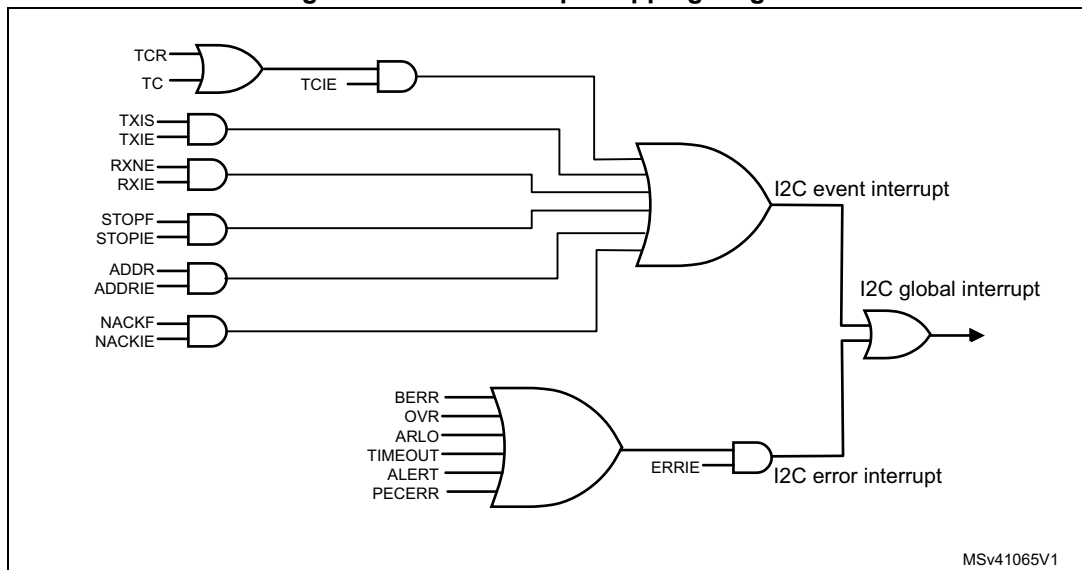 TCR
TC
TCIE
TXIS
TXIE
RXNE
RXIE
STOPF
STOPIE
ADDR
ADDRIE
NACKF
NACKIE
I2C event interrupt
I2C global interrupt
BERR
OVR
ARLO
TIMEOUT
ALERT
PECERR
ERRIE
I2C error interrupt
MSv41065V1